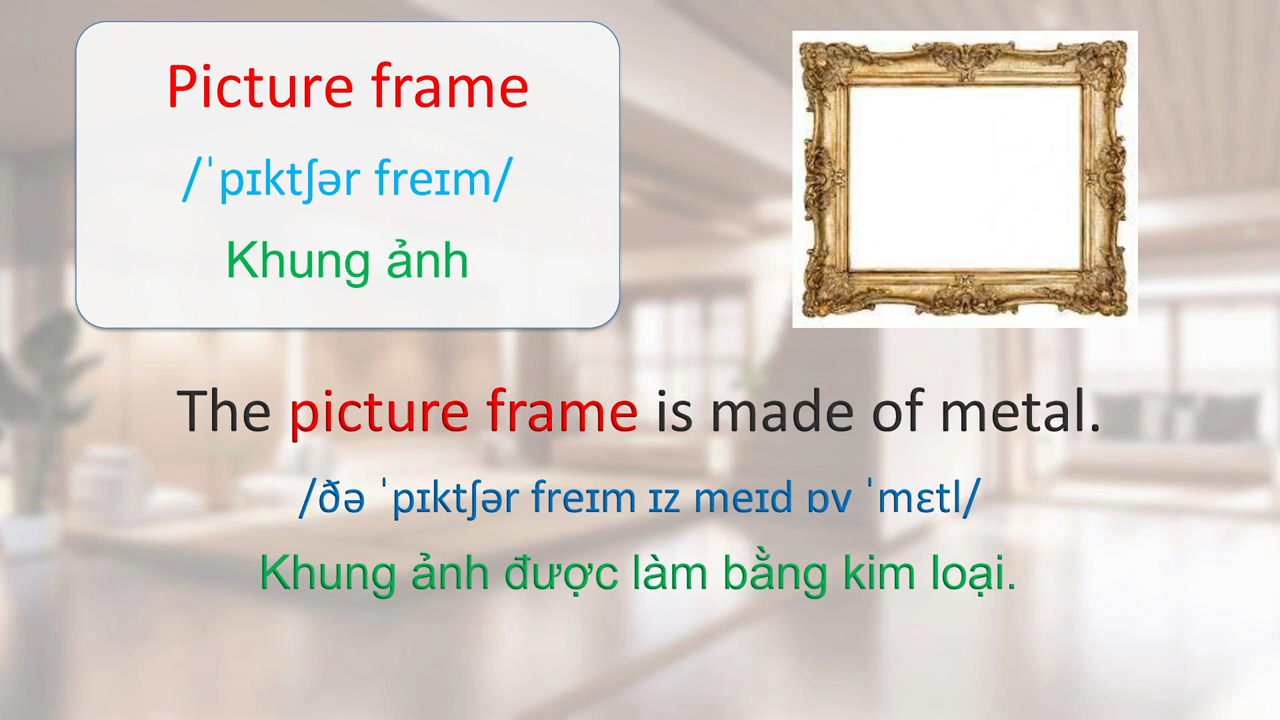 Picture frame
/ˈpɪktʃər freɪm/
Khung ảnh
The picture frame is made of metal.
/ðə ˈpɪktʃər freɪm ɪz meɪd ɒv ˈmɛtl/
Khung ảnh được làm bằng kim loại.